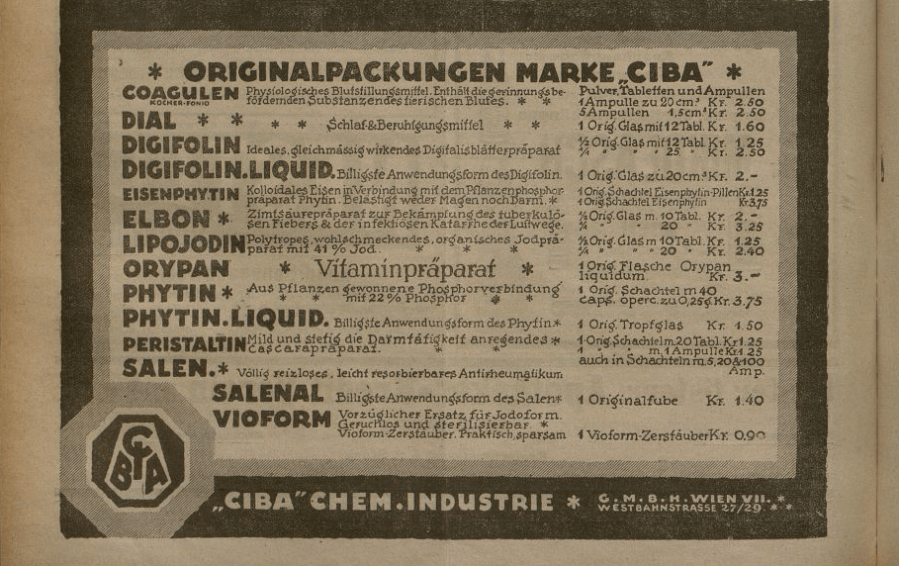 * ORIGINALPACKUNGEN MARKE „CIBA" *
COAGULEN Physiologisches Blutstillungsmittel. Enthält die gerinnungsbe- Pulver, Tabletten und Ampullen
KOCHER-FONIO fördernden Substanzen des tierischen Blutes. * * 1 Ampulle zu 20 cm³ Kr. 2.50
5 Ampullen 1.5 cm³ Kr. 2.50
DIAL * * * * Schlaf-&Beruhigungsmittel * * 1 Orig. Glas mit 12 Tabl. Kr. 1.60
DIGIFOLIN Ideales, gleichmässig wirkendes Digitalisblätterpräparat ½ Orig. Glas mit 12 Tabl. Kr. 1.25
" " " 25 " " 2.50
DIGIFOLIN.LIQUID. Billigste Anwendungsform des Digifolin. 1 Orig. Glas zu 20 cm³ Kr. 2.-
EISENPHYTIN Kolloidales Eisen in Verbindung mit dem Pflanzenphosphor- 1 Orig. Schachtel Eisenphytin-Pillen Kr. 1.25
präparat Phytin. Belästigt weder Magen noch Darm. * 1 Orig. Schachtel Eisenphytin Kr. 3.75
ELBON * Zimtsäurepräparat zur Bekämpfung des tuberkulö- ½ Orig. Glas m. 10 Tabl. Kr. 2.-
sen Fiebers & der infektiösen Katarrhe der Luftwege. " " 20 " Kr. 3.25
LIPOJODIN Polytropes, wohlschmeckendes, organisches Jodprä- ½ Orig. Glas m 10 Tabl. Kr. 1.25
parat mit 41 % Jod. * * * " " " 20 " Kr. 2.40
ORYPAN * Vitaminpräparat * 1 Orig. Flasche Orypan
liquidum Kr. 3.-
PHYTIN * Aus Pflanzen gewonnene Phosphorverbindung 1 Orig. Schachtel m 40
* * mit 22 % Phosphor * * caps. operc. zu 0,25g Kr. 3.75
PHYTIN.LIQUID. Billigste Anwendungsform des Phytin * 1 Orig. Tropfglas Kr. 1.50
PERISTALTIN Mild und stetig die Darmtätigkeit anregendes * 1 Orig. Schachtel m. 20 Tabl. Kr. 1.25
Cascarapräparat. * * 1 " m. 1 Ampulle Kr. 1.25
SALEN. * Völlig reizloses, leicht resorbierbares Antirheumatikum auch in Schachteln m. 5, 20 & 100
Amp.
SALENAL Billigste Anwendungsform des Salen * 1 Originaltube Kr. 1.40
VIOFORM Vorzüglicher Ersatz für Jodoform.
Geruchlos und sterilisierbar. *
Vioform-Zerstäuber. Praktisch, sparsam 1 Vioform-Zerstäuber Kr. 0.90
CIBA
„CIBA" CHEM.INDUSTRIE * G.M.B.H. WIEN VII. *
WESTBAHNSTRASSE 27/29. * *